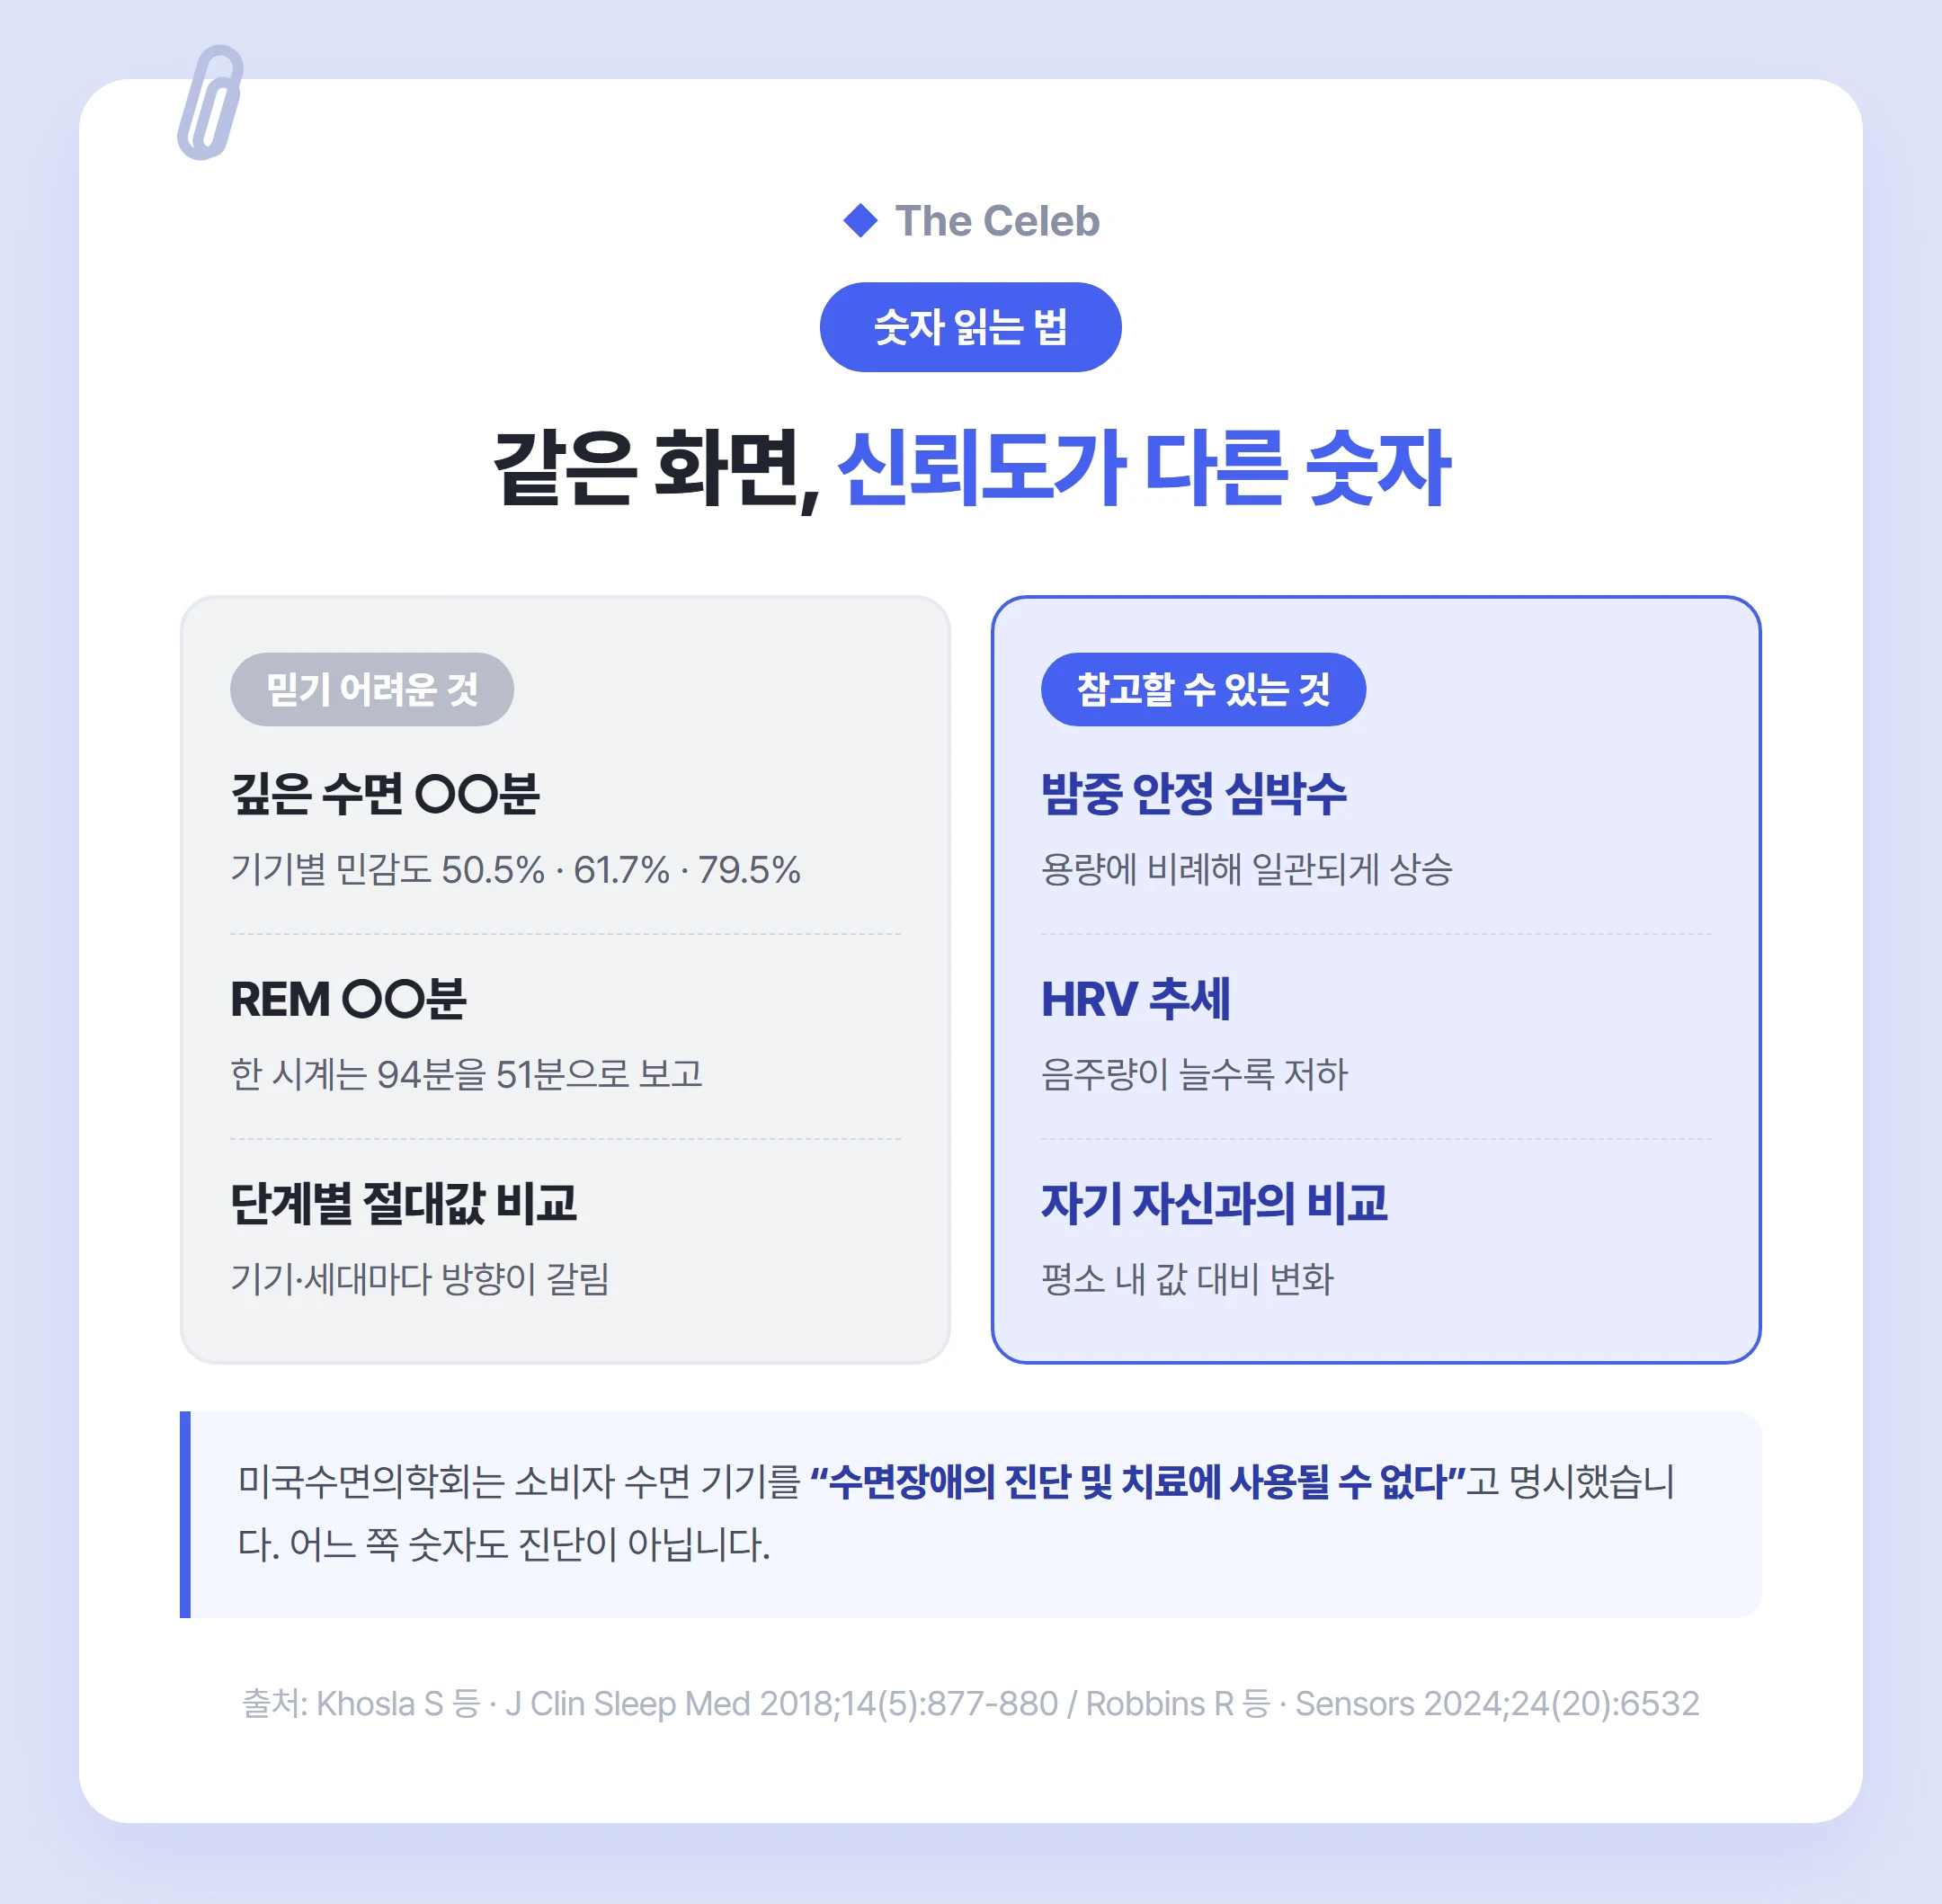 The Celeb
숫자 읽는 법
같은 화면, 신뢰도가 다른 숫자
믿기 어려운 것
깊은 수면 〇〇분
기기별 민감도 50.5% · 61.7% · 79.5%
REM 〇〇분
한 시계는 94분을 51분으로 보고
단계별 절대값 비교
기기·세대마다 방향이 갈림
참고할 수 있는 것
밤중 안정 심박수
용량에 비례해 일관되게 상승
HRV 추세
음주량이 늘수록 저하
자기 자신과의 비교
평소 내 값 대비 변화
미국수면의학회는 소비자 수면 기기를 “수면장애의 진단 및 치료에 사용될 수 없다”고 명시했습니
다. 어느 쪽 숫자도 진단이 아닙니다.
출처: Khosla S 등 · J Clin Sleep Med 2018;14(5):877-880 / Robbins R 등 · Sensors 2024;24(20):6532